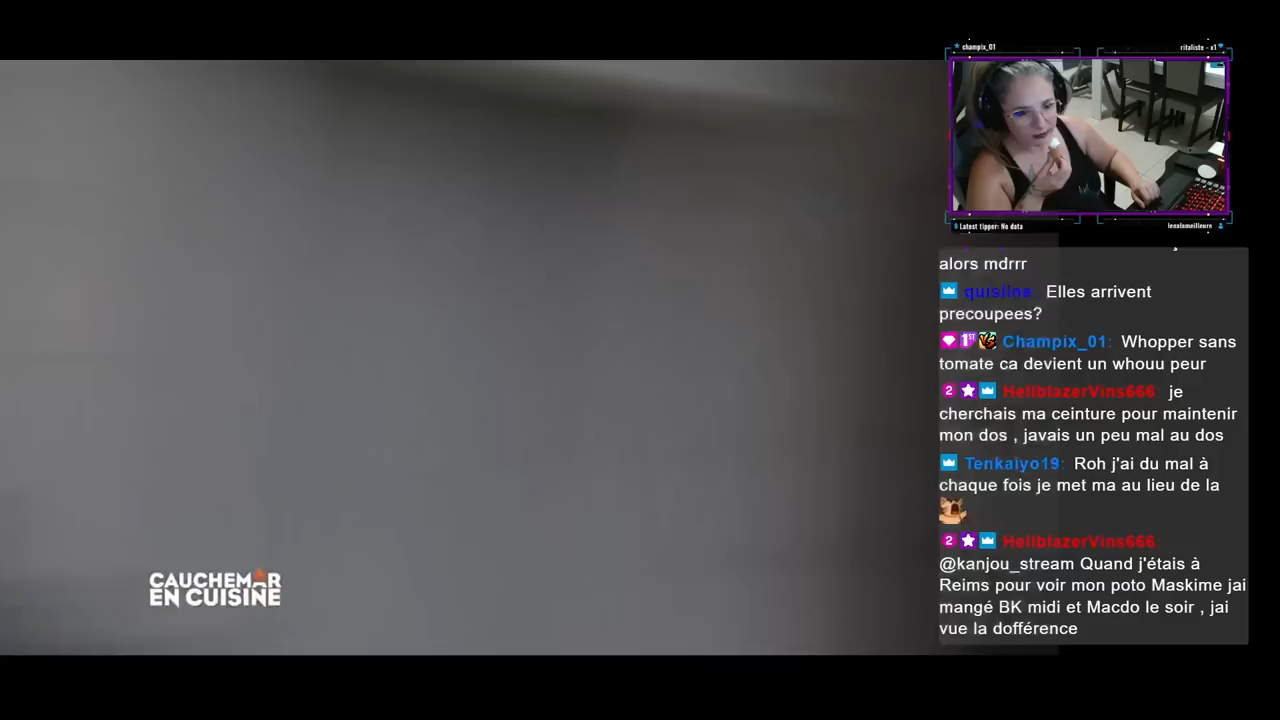 champix_01
ritaliste - x1
Latest tipper: No data
lenalameilleure
alors mdrrr
quisline: Elles arrivent
precoupees?
Champix_01: Whopper sans
tomate ca devient un whouu peur
HellblazerVins666: je
cherchais ma ceinture pour maintenir
mon dos , javais un peu mal au dos
Tenkaiyo19: Roh j'ai du mal à
chaque fois je met ma au lieu de la
HellblazerVins666:
@kanjou_stream Quand j'étais à
Reims pour voir mon poto Maskime jai
mangé BK midi et Macdo le soir , jai
vue la dofférence
CAUCHEMAR
EN CUISINE